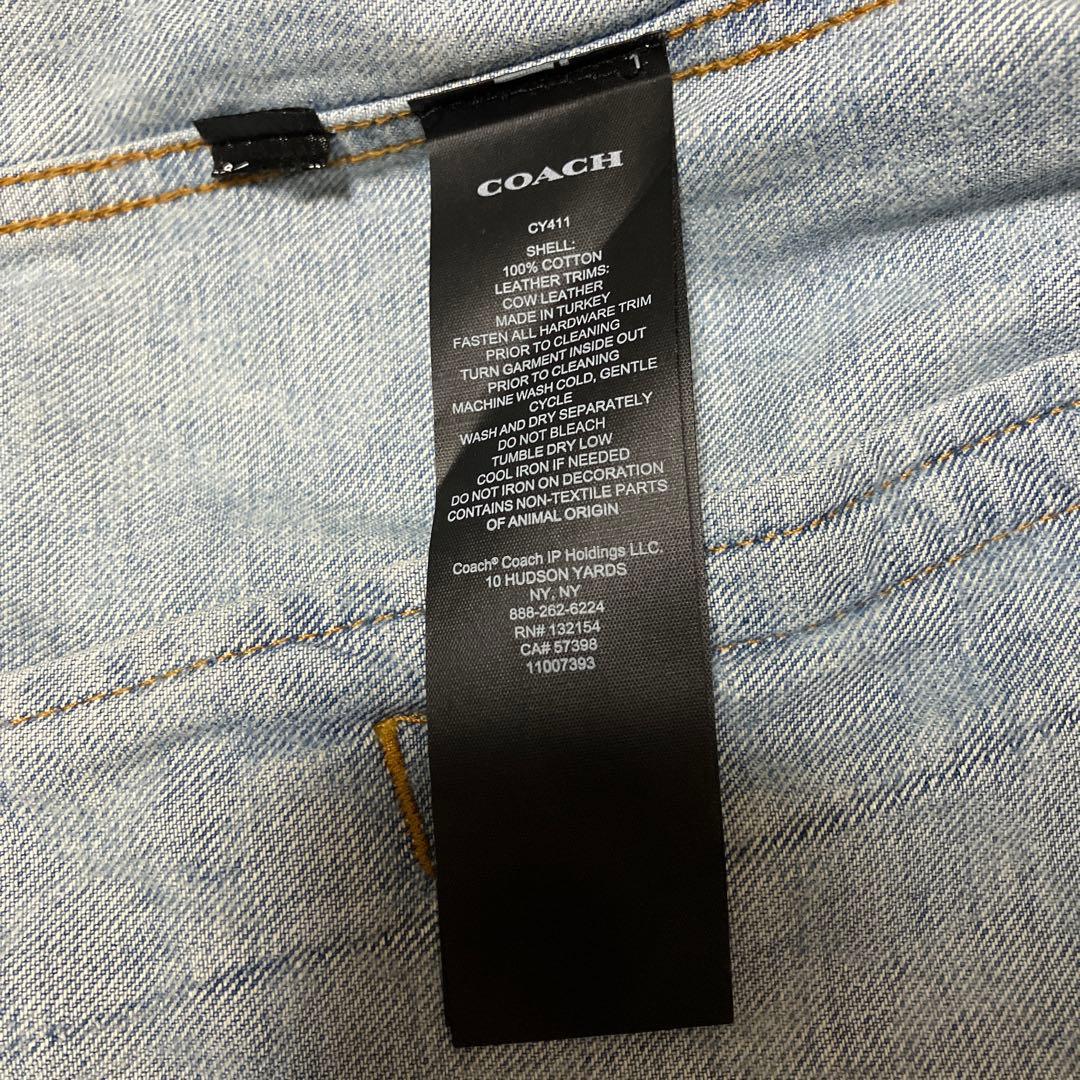 1
COACH
CY411
SHELL:
100% COTTON
LEATHER TRIMS:
COW LEATHER
MADE IN TURKEY
FASTEN ALL HARDWARE TRIM
PRIOR TO CLEANING
TURN GARMENT INSIDE OUT
PRIOR TO CLEANING
MACHINE WASH COLD, GENTLE
CYCLE
WASH AND DRY SEPARATELY
DO NOT BLEACH
TUMBLE DRY LOW
COOL IRON IF NEEDED
DO NOT IRON ON DECORATION
CONTAINS NON-TEXTILE PARTS
OF ANIMAL ORIGIN
Coach® Coach IP Holdings LLC.
10 HUDSON YARDS
NY, NY
888-262-6224
RN# 132154
CA# 57398
11007393